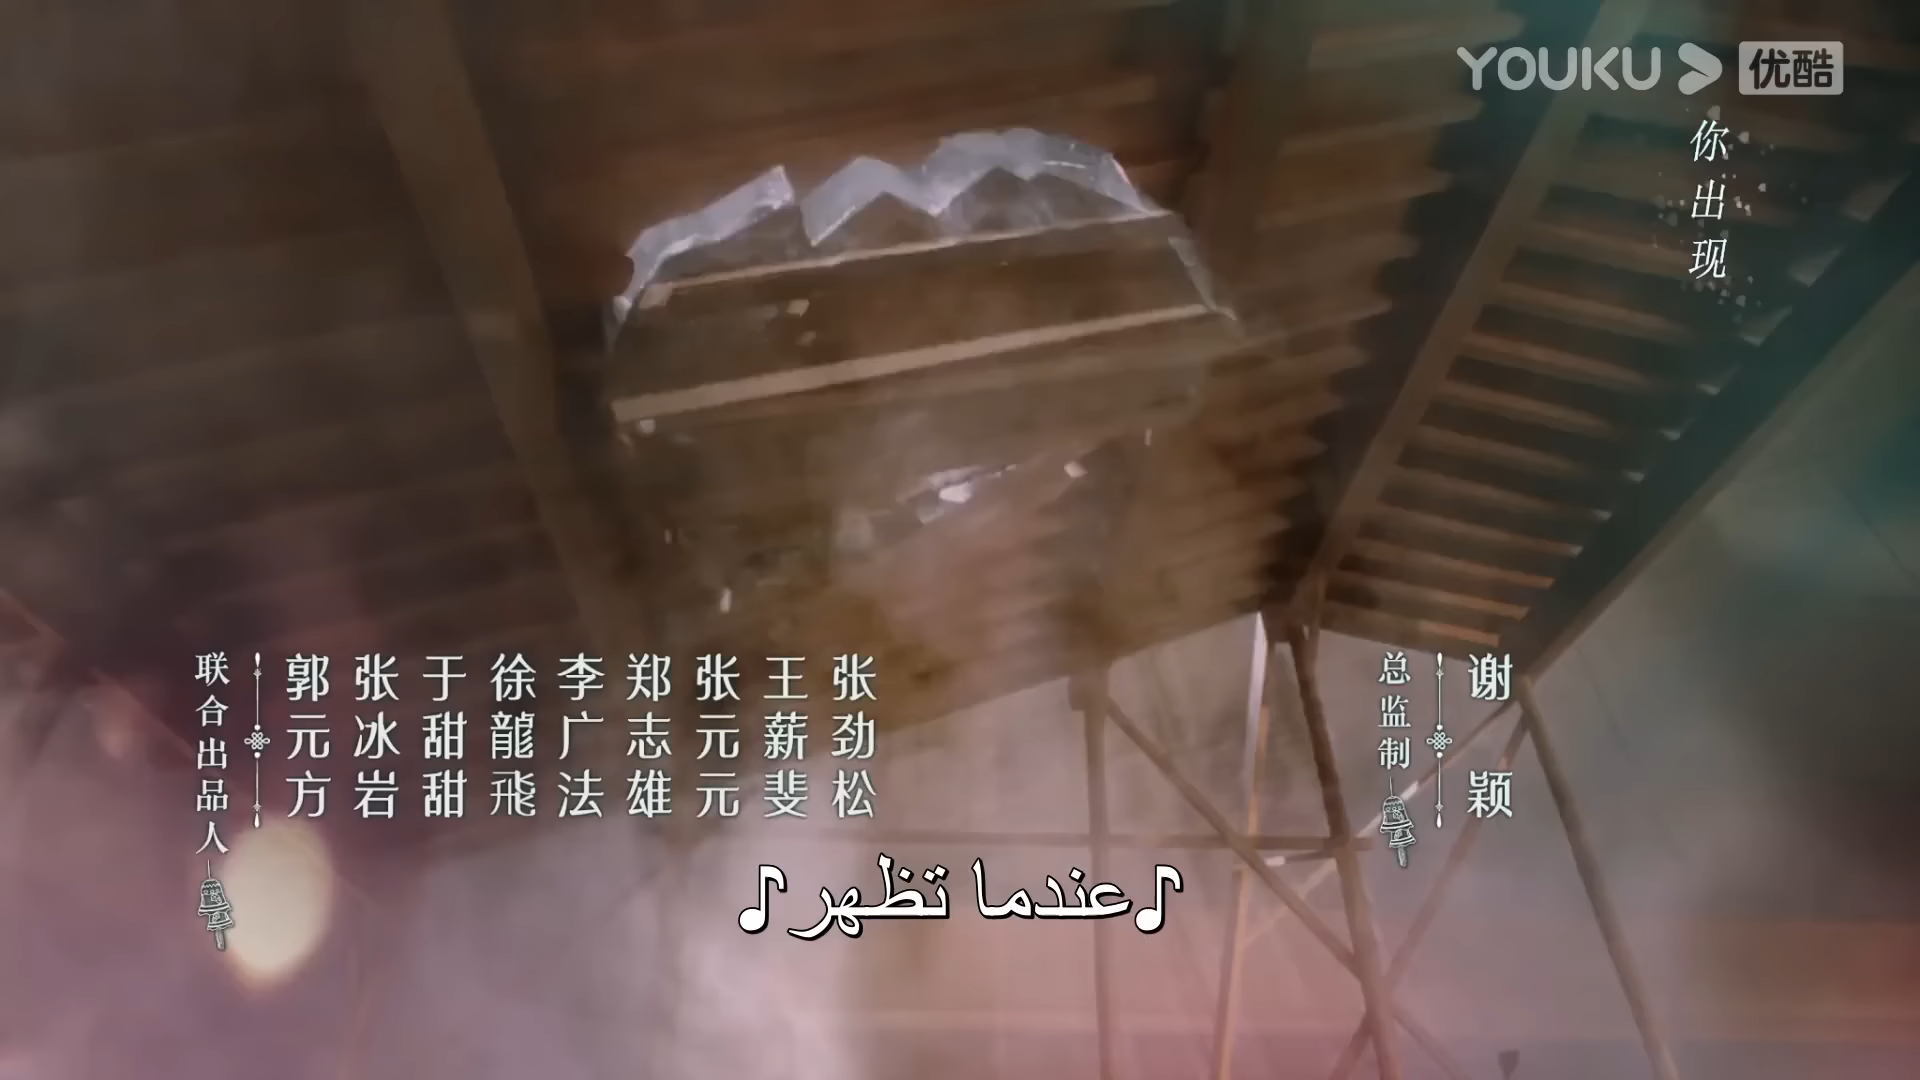 YOUKU 优酷
你出现
总监制
谢颖
联合出品人
郭元方
张冰岩
于甜甜
徐龍飛
李广法
郑志雄
张元元
王薪斐
张劲松
♪عندما تظهر♪